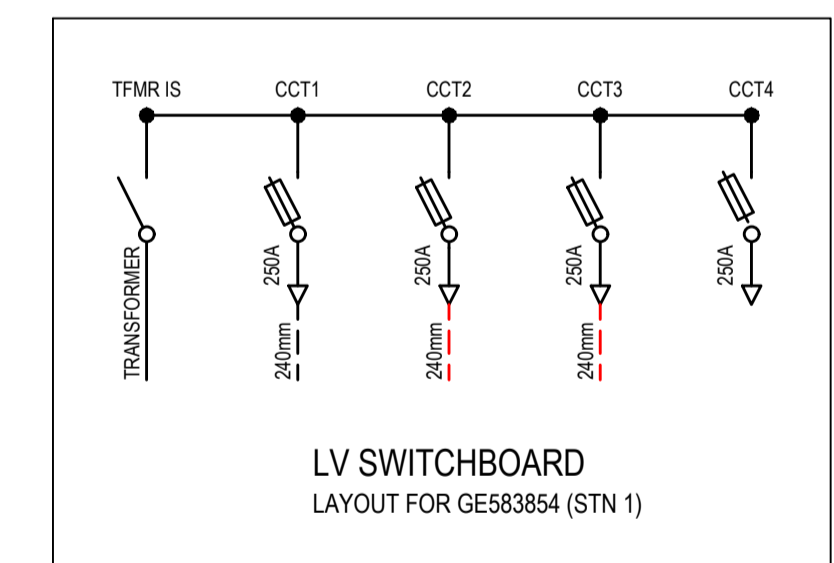 TFMR IS
CCT1
CCT2
CCT3
CCT4
TRANSFORMER
250A
240mm
250A
240mm
250A
240mm
250A
LV SWITCHBOARD
LAYOUT FOR GE583854 (STN 1)